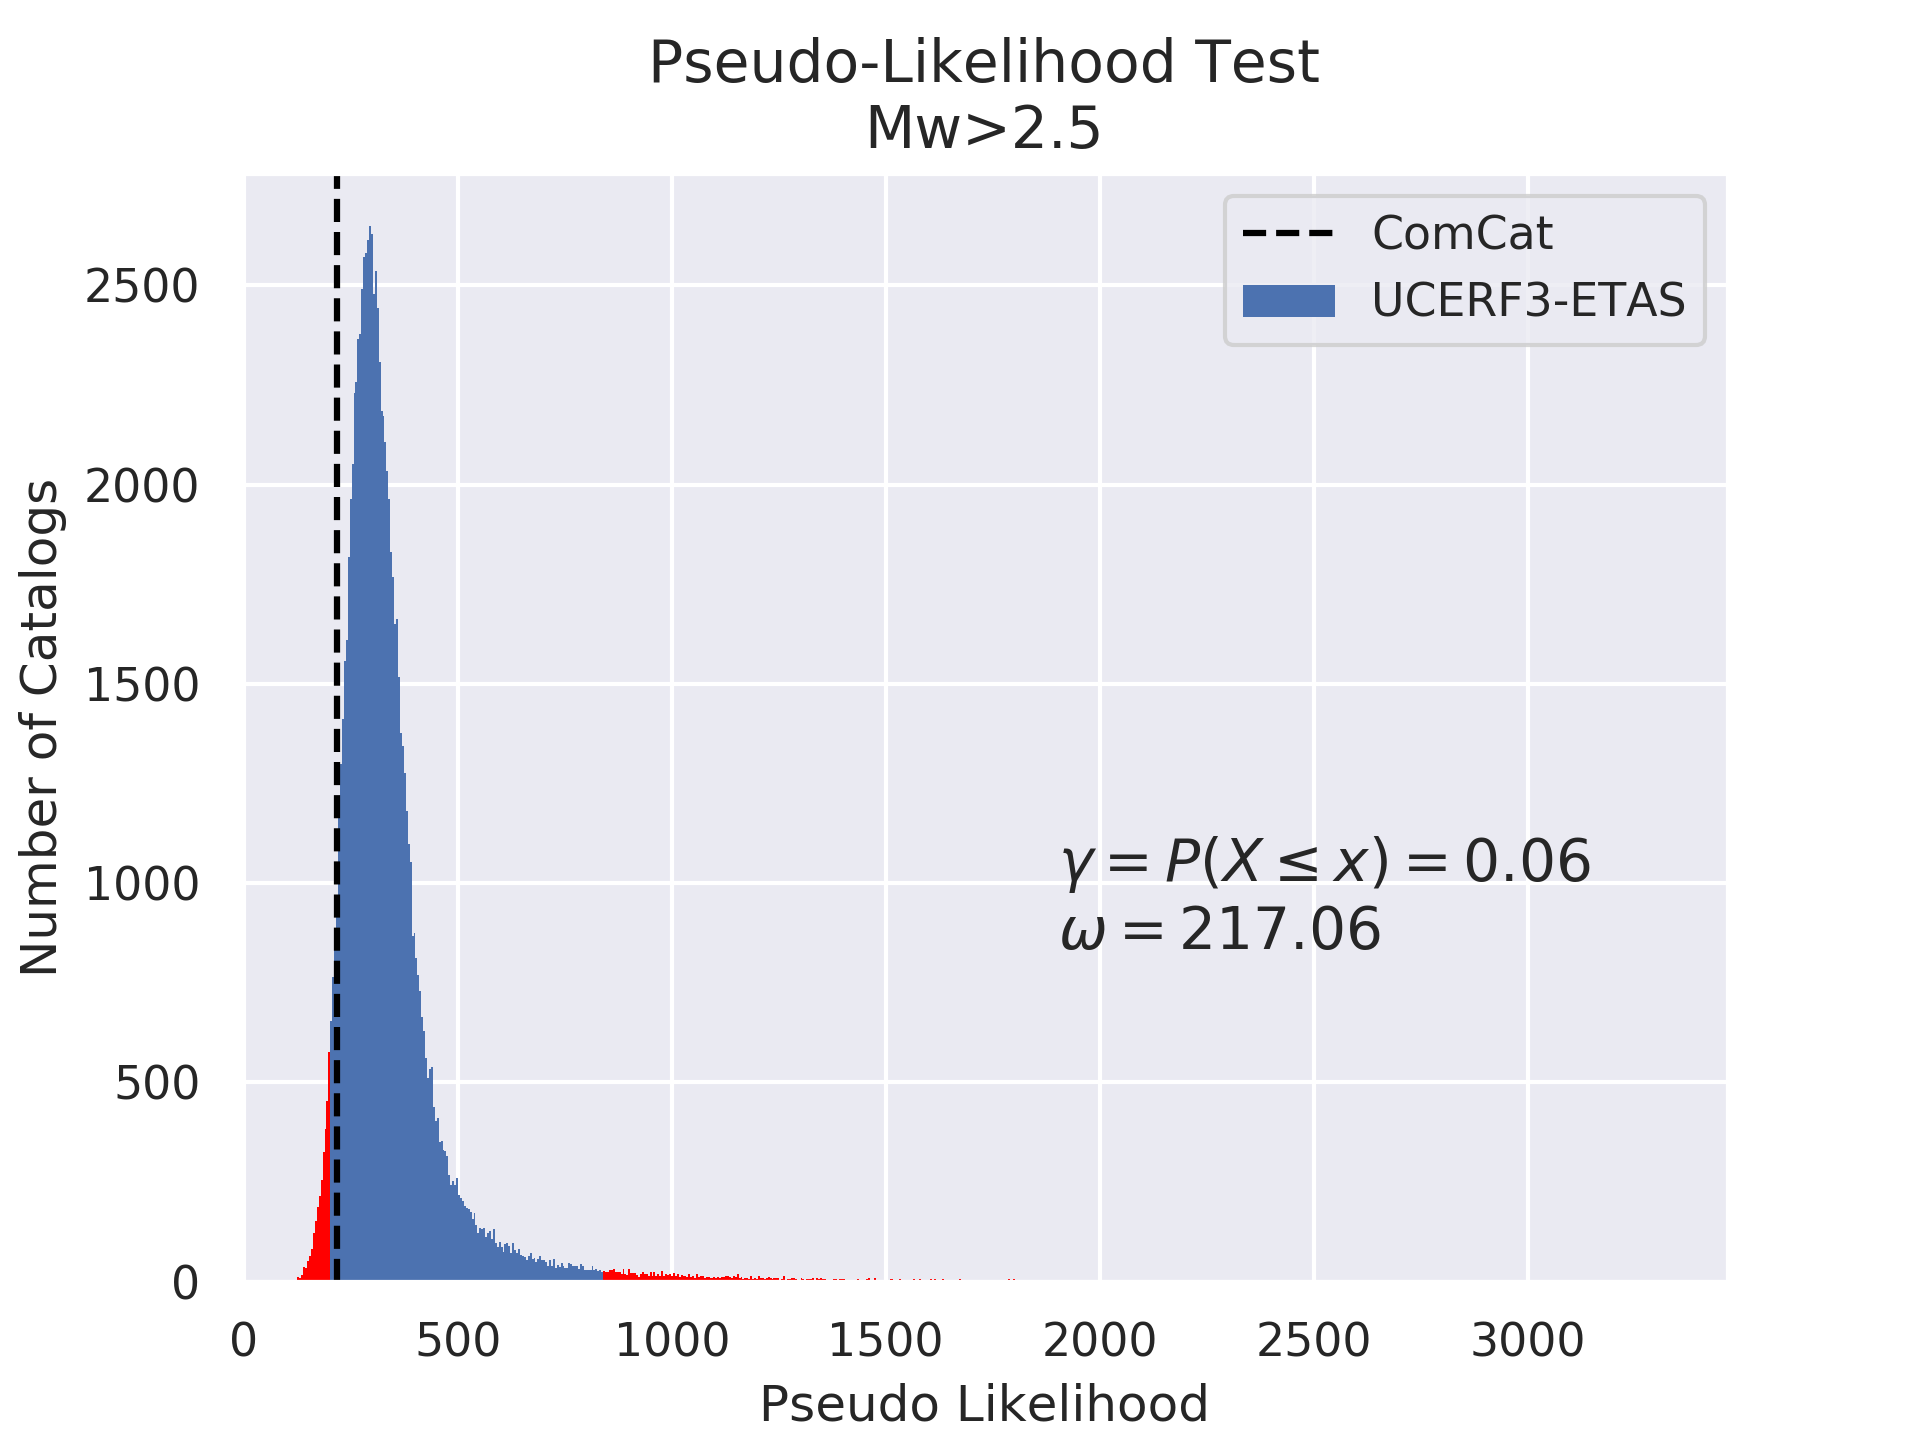 Pseudo-Likelihood Test
Mw>2.5
ComCat
UCERF3-ETAS
2500
2000
1500
1000
500
0
Number of Catalogs
γ = P(X ≤ x) = 0.06
ω = 217.06
0 500 1000 1500 2000 2500 3000
Pseudo Likelihood